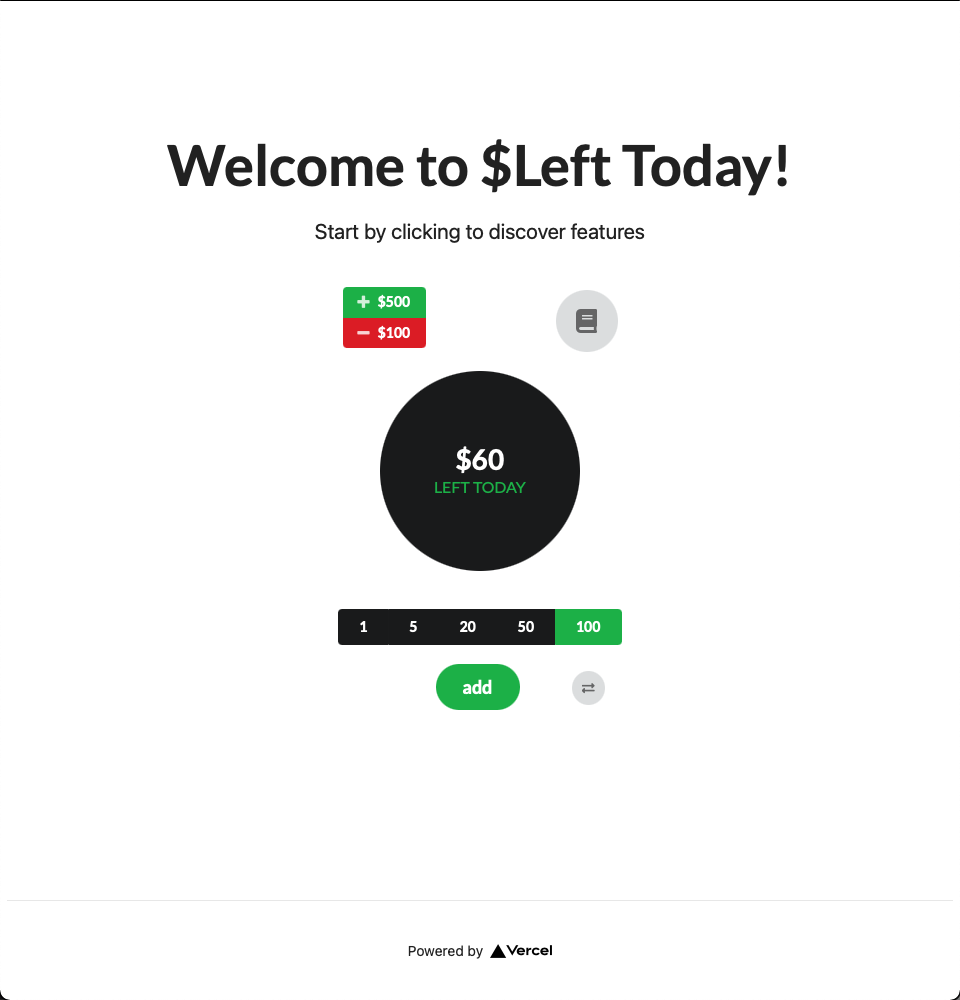 Welcome to $Left Today!
Start by clicking to discover features
$500
$100
$60
LEFT TODAY
1 5 20 50 100
add
Powered by Vercel